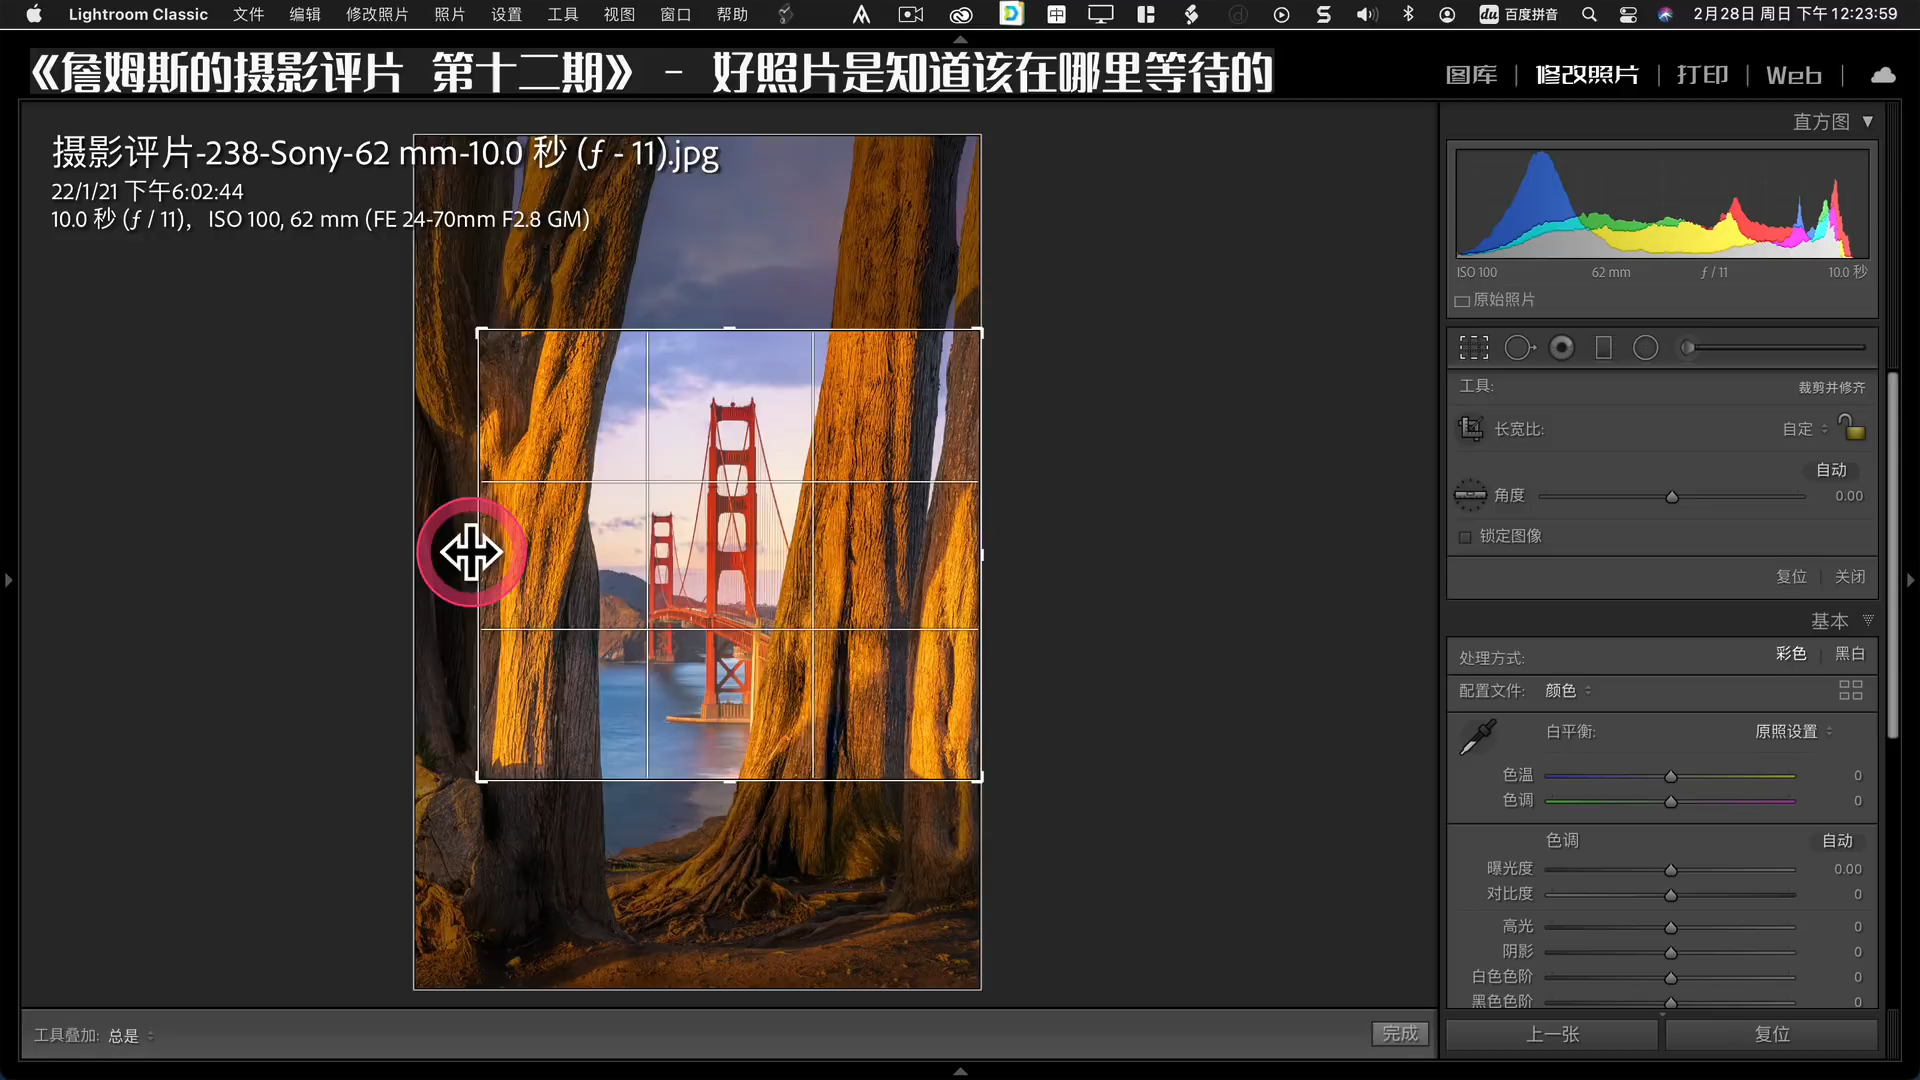 Lightroom Classic 文件 编辑 修改照片 照片 设置 工具 视图 窗口 帮助 中 du 百度拼音 2月28日 周日 下午 12:23:59
《詹姆斯的摄影评片 第十二期》 - 好照片是知道该在哪里等待的
图库 | 修改照片 | 打印 | Web |
摄影评片-238-Sony-62 mm-10.0 秒 (ƒ - 11).jpg
22/1/21 下午6:02:44
10.0 秒 (ƒ / 11), ISO 100, 62 mm (FE 24-70mm F2.8 GM)
直方图
ISO 100 62 mm ƒ / 11 10.0 秒
原始照片
工具: 裁剪并修齐
长宽比: 自定
自动
角度 0.00
锁定图像
复位 关闭
基本
处理方式: 彩色 黑白
配置文件: 颜色
白平衡: 原照设置
色温 0
色调 0
色调 自动
曝光度 0.00
对比度 0
高光 0
阴影 0
白色色阶 0
黑色色阶 0
工具叠加: 总是 完成 上一张 复位